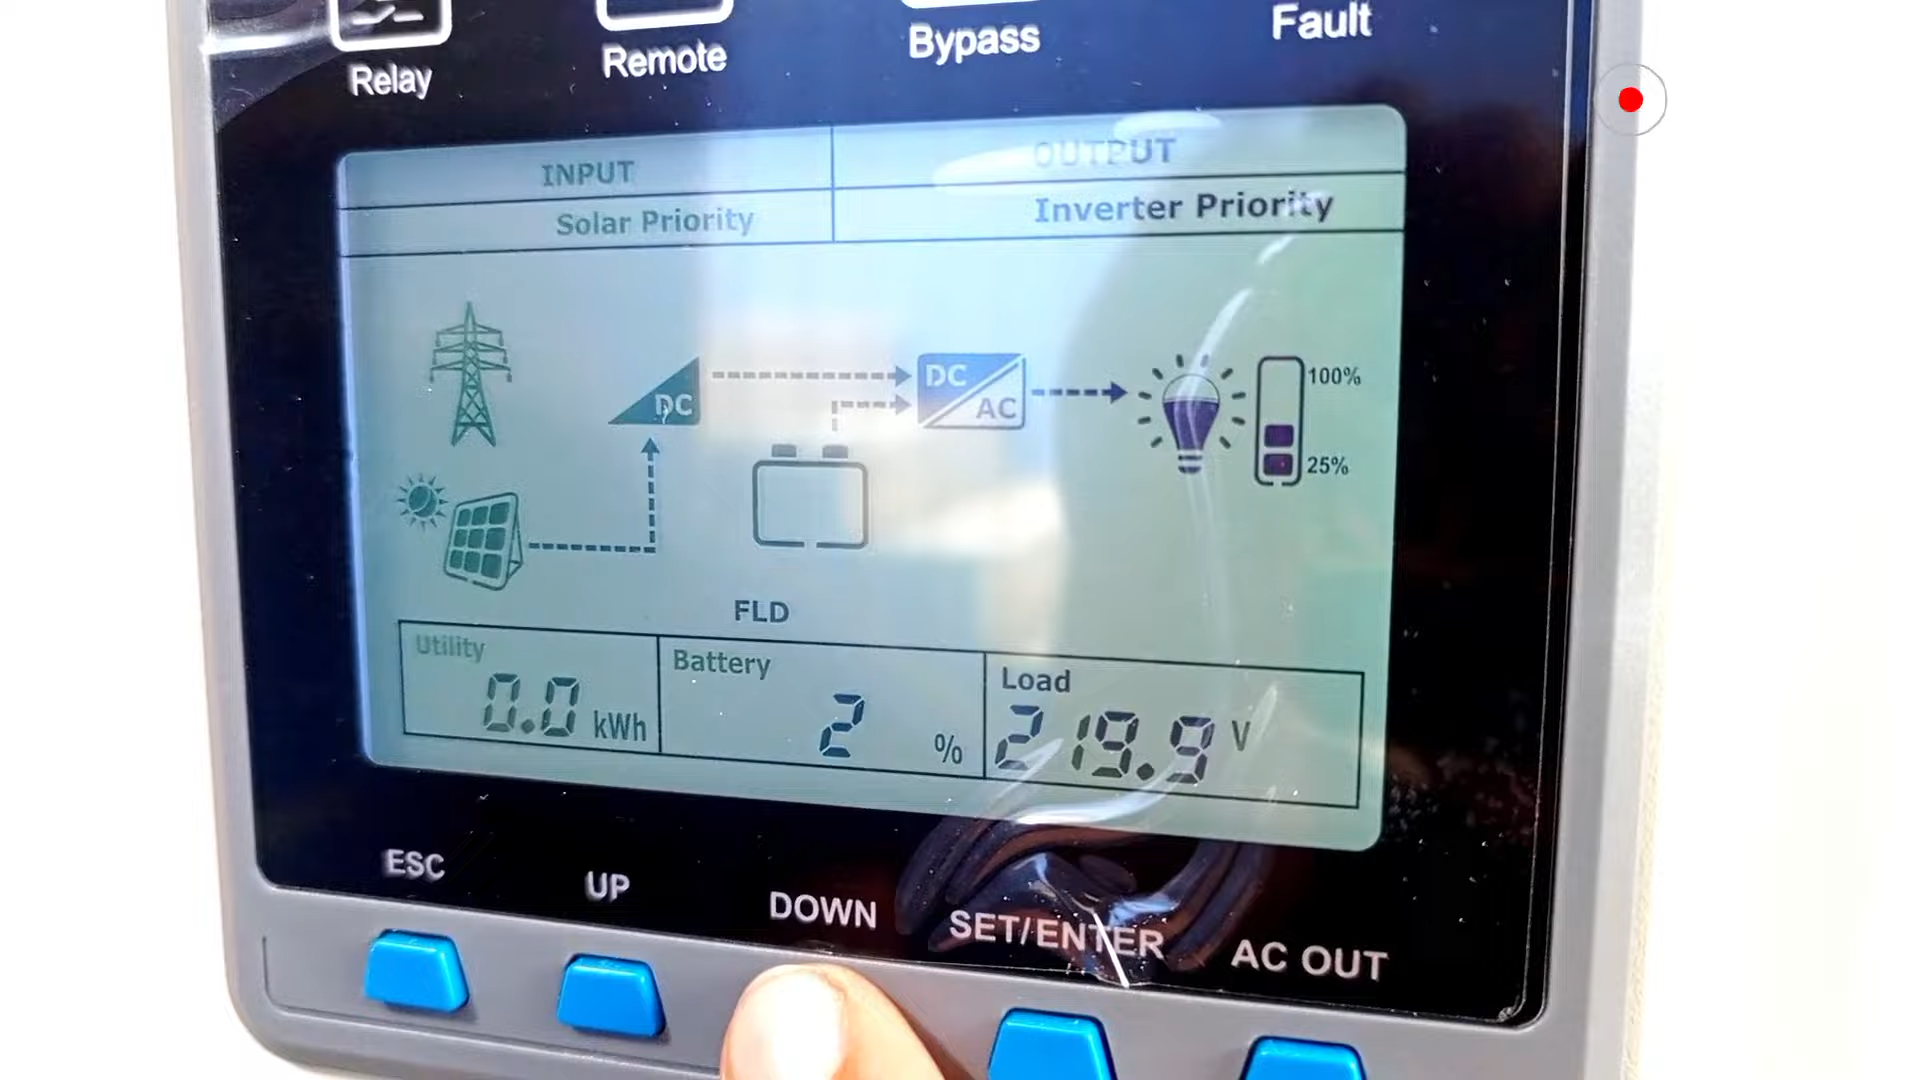 Relay
Remote
Bypass
Fault
INPUT
OUTPUT
Solar Priority
Inverter Priority
DC
DC
AC
100%
25%
FLD
Utility
0.0 kWh
Battery
2 %
Load
219.9 V
ESC
UP
DOWN
SET/ENTER
AC OUT